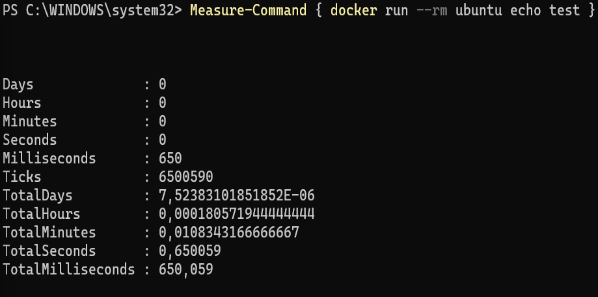 PS C:\WINDOWS\system32> Measure-Command { docker run --rm ubuntu echo test }
Days              : 0
Hours             : 0
Minutes           : 0
Seconds           : 0
Milliseconds      : 650
Ticks             : 6500590
TotalDays         : 7,52383101851852E-06
TotalHours        : 0,000180571944444444
TotalMinutes      : 0,0108343166666667
TotalSeconds      : 0,650059
TotalMilliseconds : 650,059